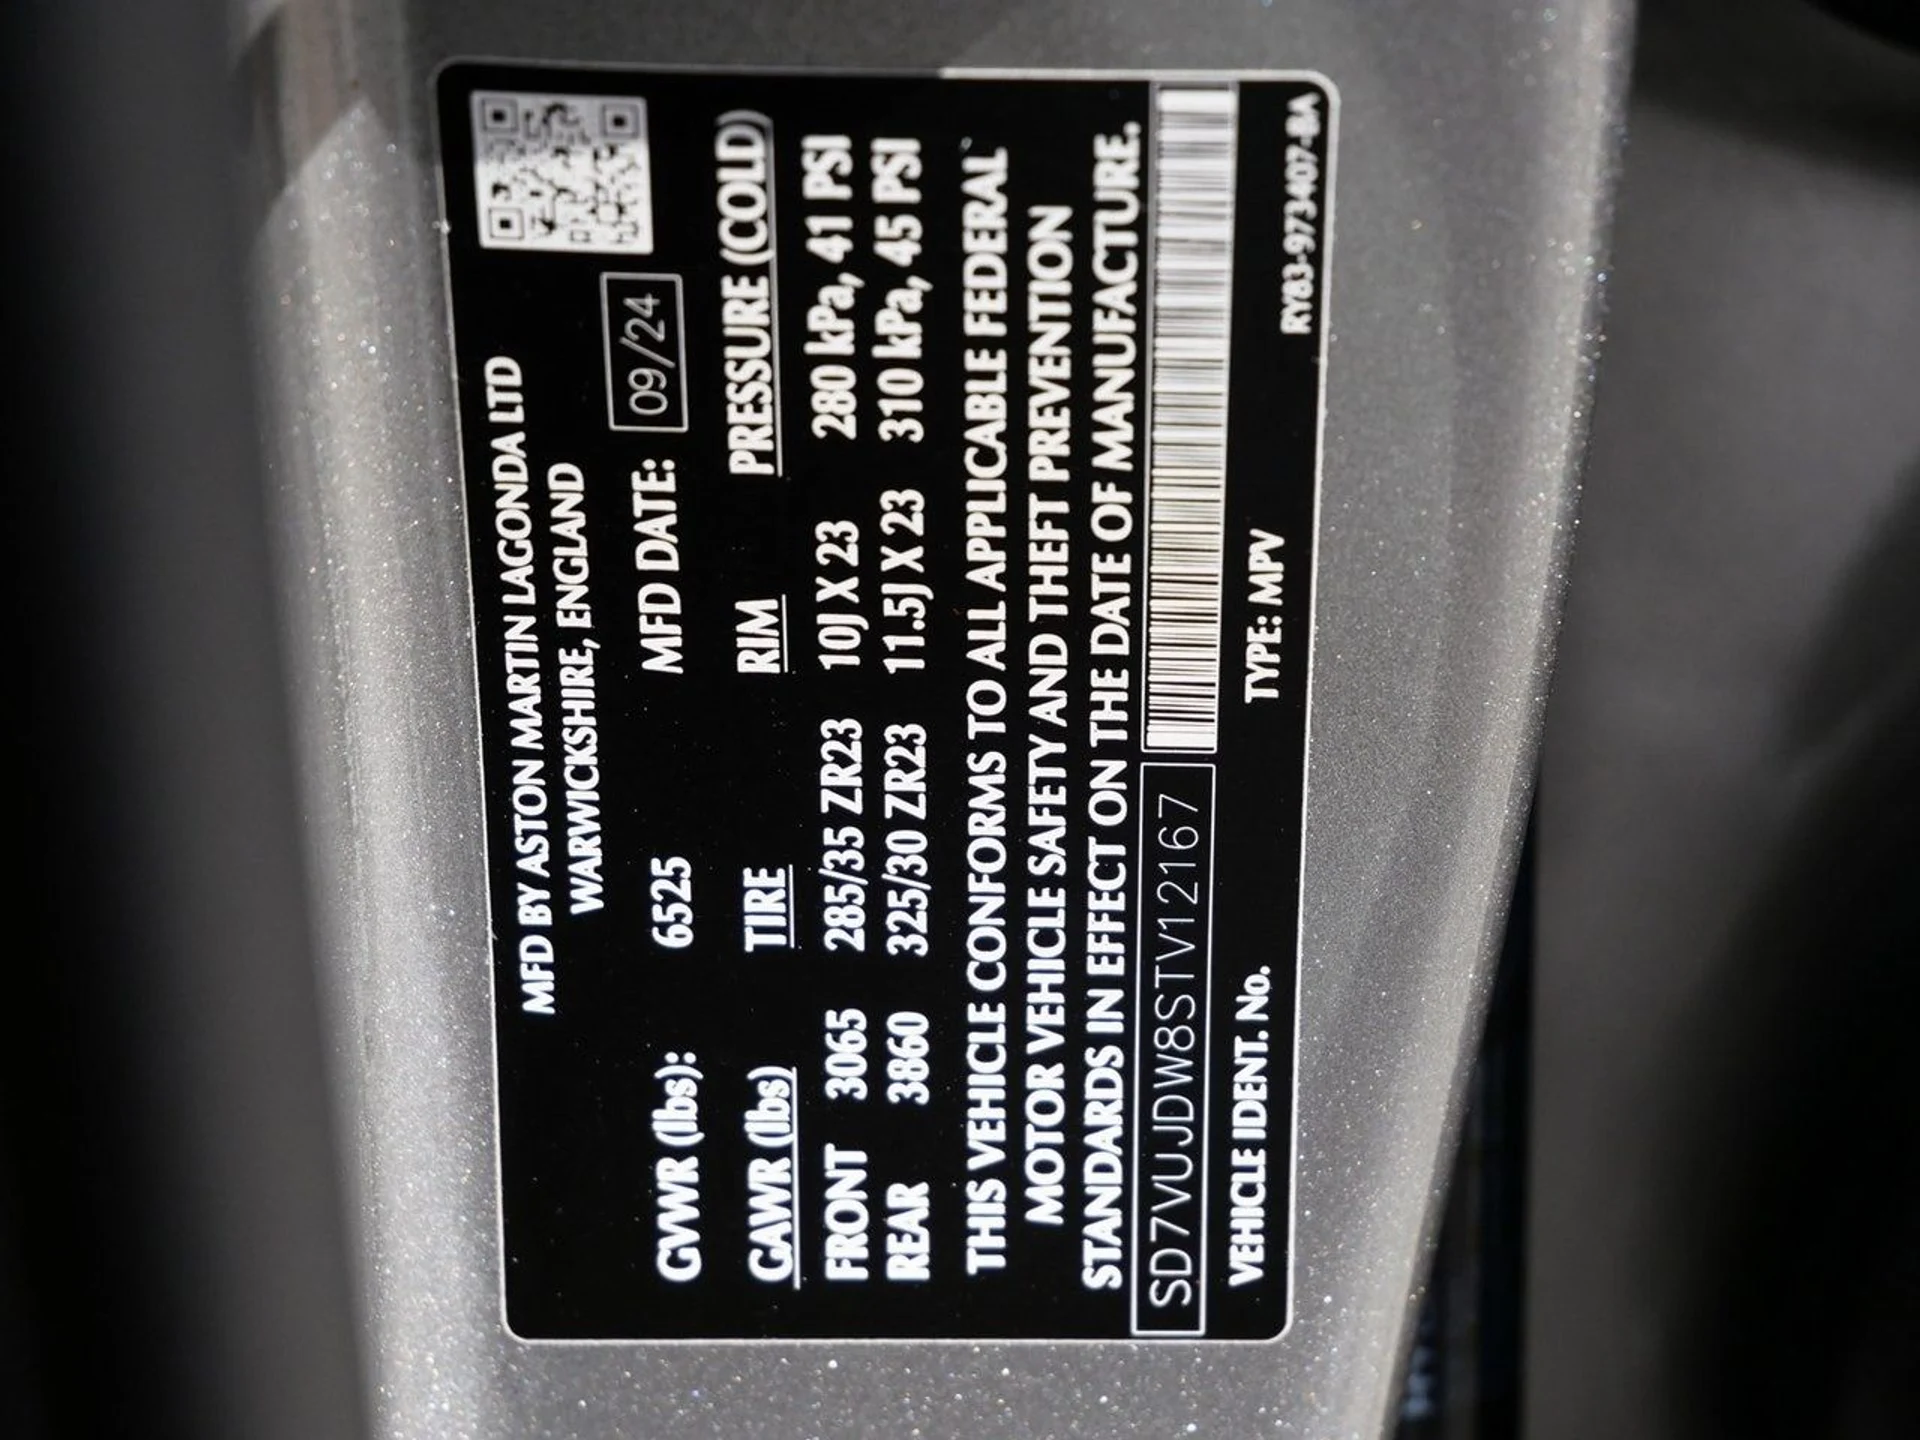 MFD BY ASTON MARTIN LAGONDA LTD
WARWICKSHIRE, ENGLAND
GVWR (lbs): 6525 MFD DATE: 09/24
GAWR (lbs) TIRE RIM PRESSURE (COLD)
FRONT 3065 285/35 ZR23 10J X 23 280 kPa, 41 PSI
REAR 3860 325/30 ZR23 11.5J X 23 310 kPa, 45 PSI
THIS VEHICLE CONFORMS TO ALL APPLICABLE FEDERAL
MOTOR VEHICLE SAFETY AND THEFT PREVENTION
STANDARDS IN EFFECT ON THE DATE OF MANUFACTURE.
SD7VUJDW8STV12167
VEHICLE IDENT. No. TYPE: MPV RY83-973407-BA